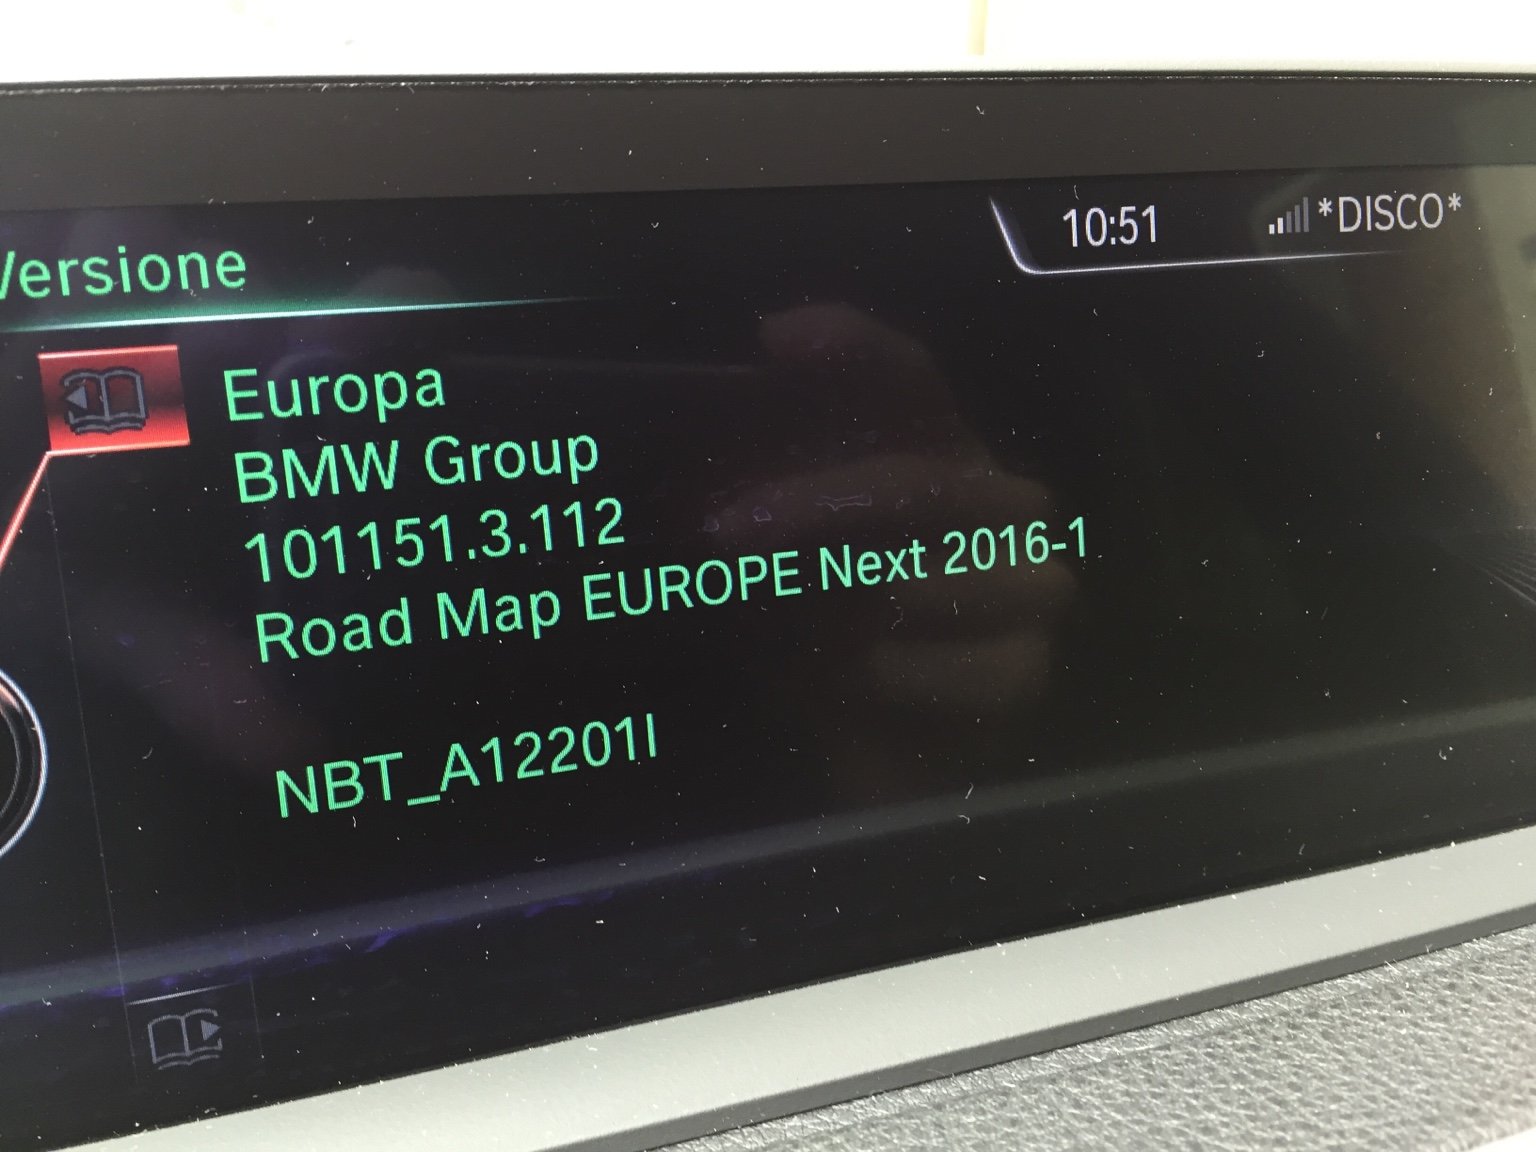 10:51 *DISCO*
Versione
Europa
BMW Group
101151.3.112
Road Map EUROPE Next 2016-1
NBT_A12201I